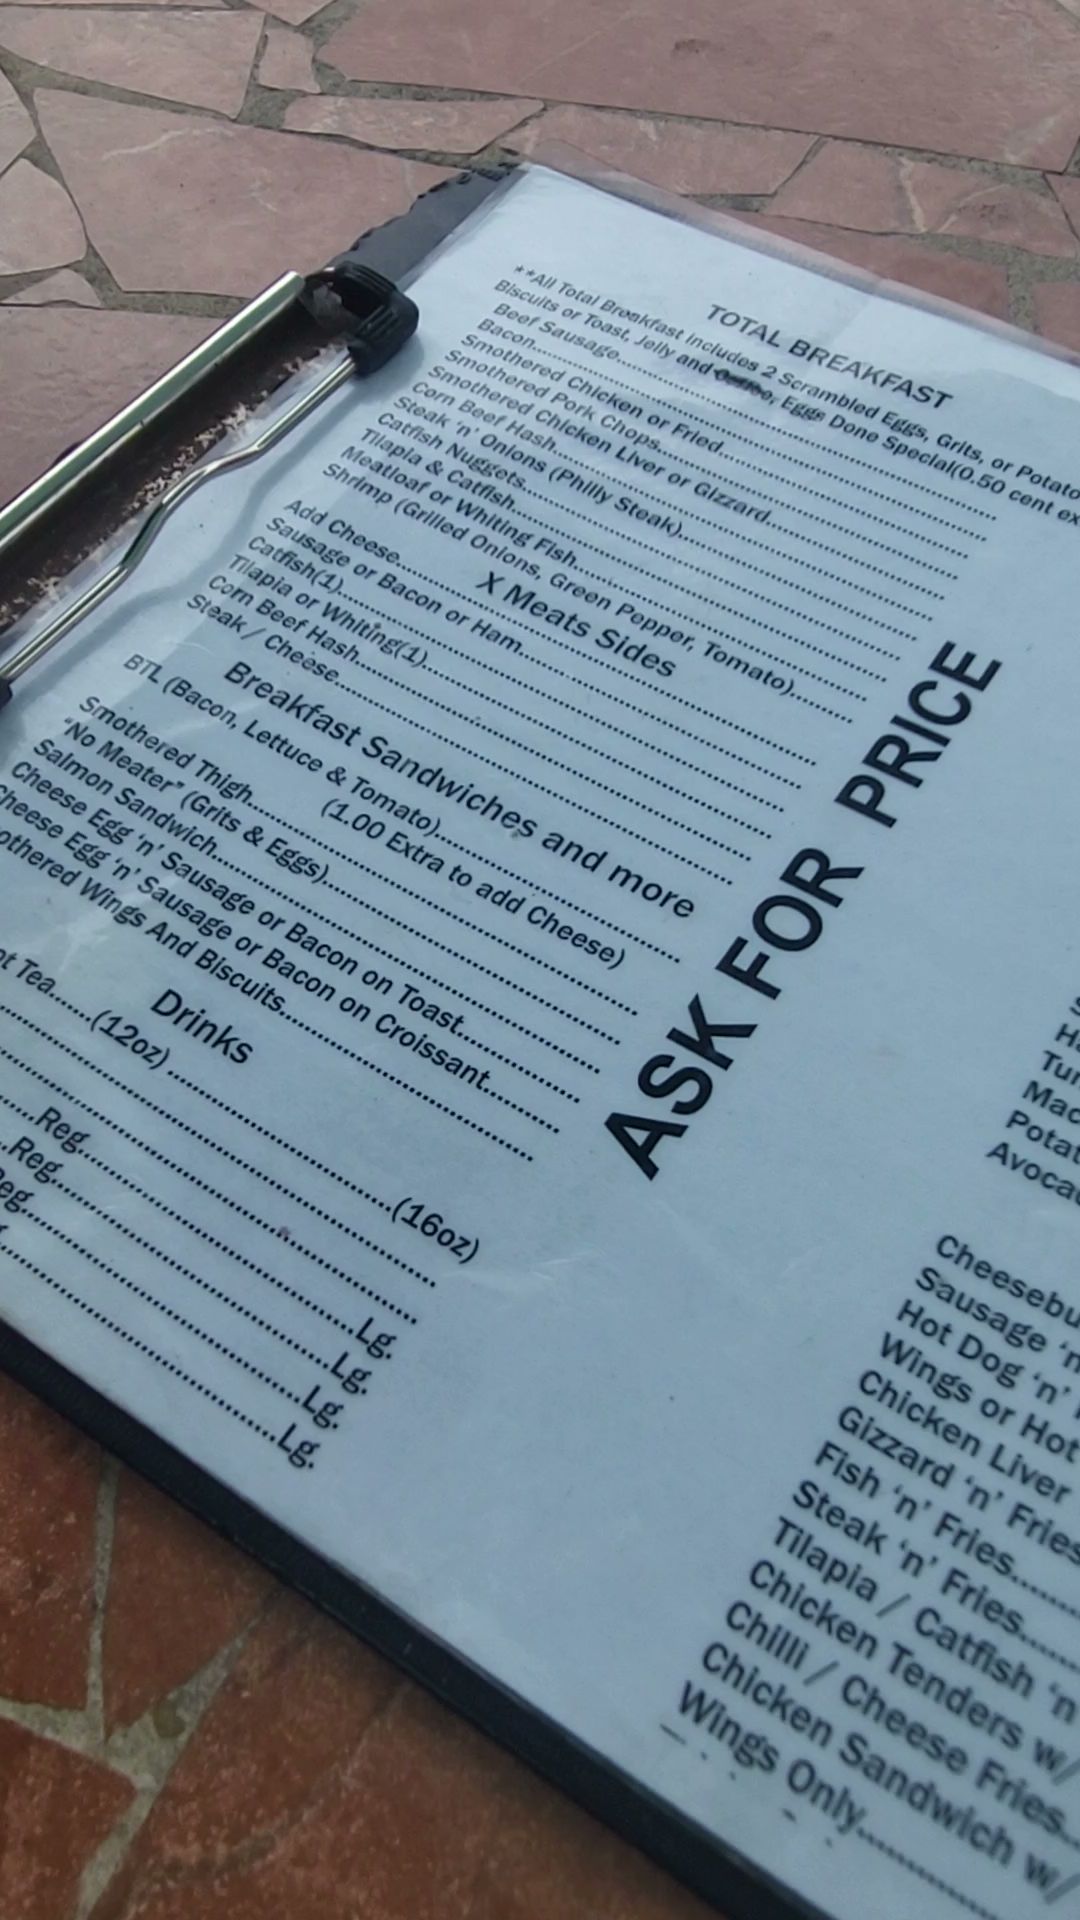 TOTAL BREAKFAST
**All Total Breakfast includes 2 Scrambled Eggs, Grits, or Potato
Biscuits or Toast, Jelly and Coffee, Eggs Done Special(0.50 cent ex
Beef Sausage
Bacon
Smothered Chicken or Fried
Smothered Pork Chops
Smothered Chicken Liver or Gizzard
Corn Beef Hash
Steak 'n' Onions (Philly Steak)
Catfish Nuggets
Tilapia & Catfish
Meatloaf or Whiting Fish
Shrimp (Grilled Onions, Green Pepper, Tomato)
X Meats Sides
Add Cheese
Sausage or Bacon or Ham
Catfish(1)
Tilapia or Whiting(1)
Corn Beef Hash
Steak / Cheese
Breakfast Sandwiches and more
BTL (Bacon, Lettuce & Tomato)
(1.00 Extra to add Cheese)
Smothered Thigh
"No Meater" (Grits & Eggs)
Salmon Sandwich
Cheese Egg 'n' Sausage or Bacon on Toast
Cheese Egg 'n' Sausage or Bacon on Croissant
othered Wings And Biscuits
Drinks
ot Tea......(12oz)..........(16oz)
Reg..........Lg.
Reg..........Lg.
Reg..........Lg.
Lg.
ASK FOR PRICE
Tur
Mac
Potat
Avoca
Cheesebu
Sausage 'n
Hot Dog 'n'
Wings or Hot
Chicken Liver
Gizzard 'n' Fries
Fish 'n' Fries
Steak 'n' Fries
Tilapia / Catfish 'n
Chicken Tenders w/
Chilli / Cheese Fries
Chicken Sandwich w/
Wings Only